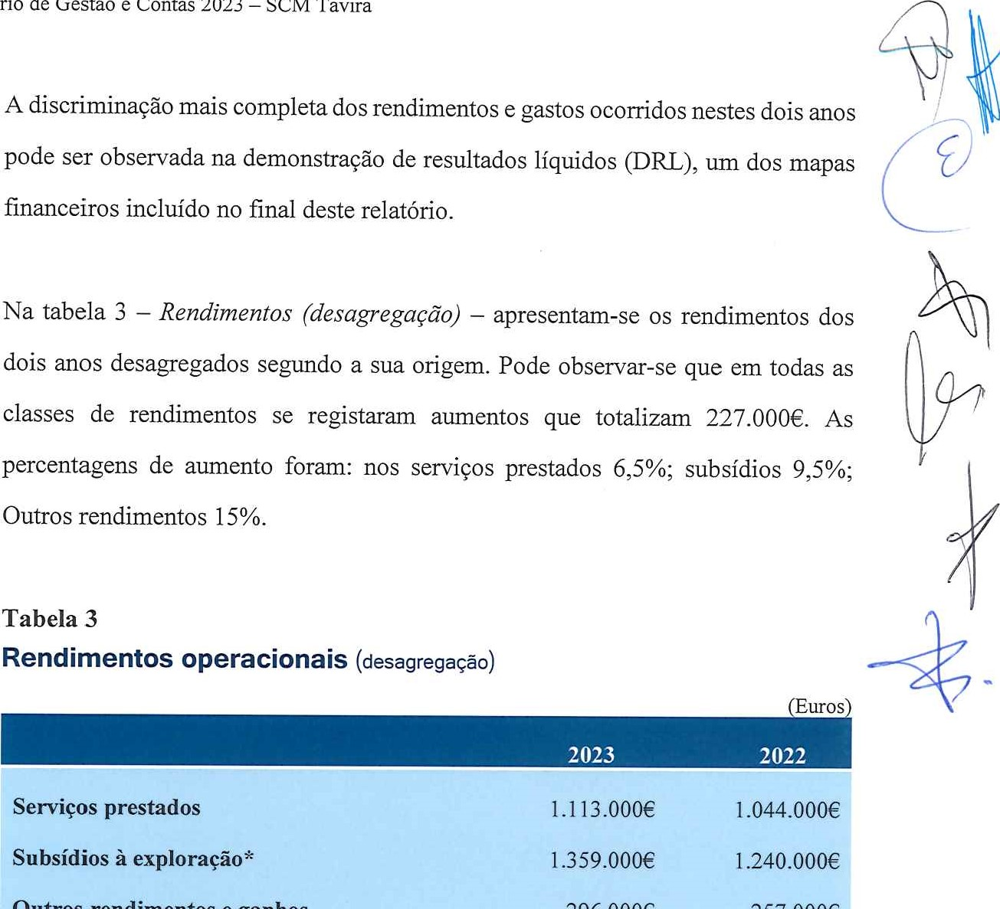 rio de Gestão e Contas 2023 – SCM Tavira
A discriminação mais completa dos rendimentos e gastos ocorridos nestes dois anos
pode ser observada na demonstração de resultados líquidos (DRL), um dos mapas
financeiros incluído no final deste relatório.
Na tabela 3 – Rendimentos (desagregação) – apresentam-se os rendimentos dos
dois anos desagregados segundo a sua origem. Pode observar-se que em todas as
classes de rendimentos se registaram aumentos que totalizam 227.000€. As
percentagens de aumento foram: nos serviços prestados 6,5%; subsídios 9,5%;
Outros rendimentos 15%.
Tabela 3
Rendimentos operacionais (desagregação)
(Euros)
2023 2022
Serviços prestados 1.113.000€ 1.044.000€
Subsídios à exploração* 1.359.000€ 1.240.000€
Outros rendimentos e ganhos 296.000€ 257.000€